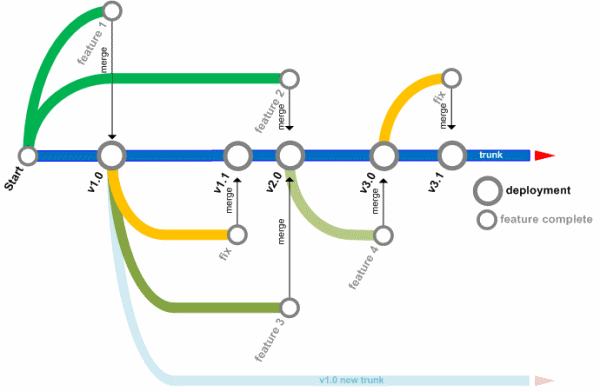 feature 1
merge
feature 2
merge
fix
merge
trunk
Start
v1.0
v1.1
v2.0
v3.0
v3.1
deployment
feature complete
merge
fix
merge
feature 3
merge
feature 4
v1.0 new trunk